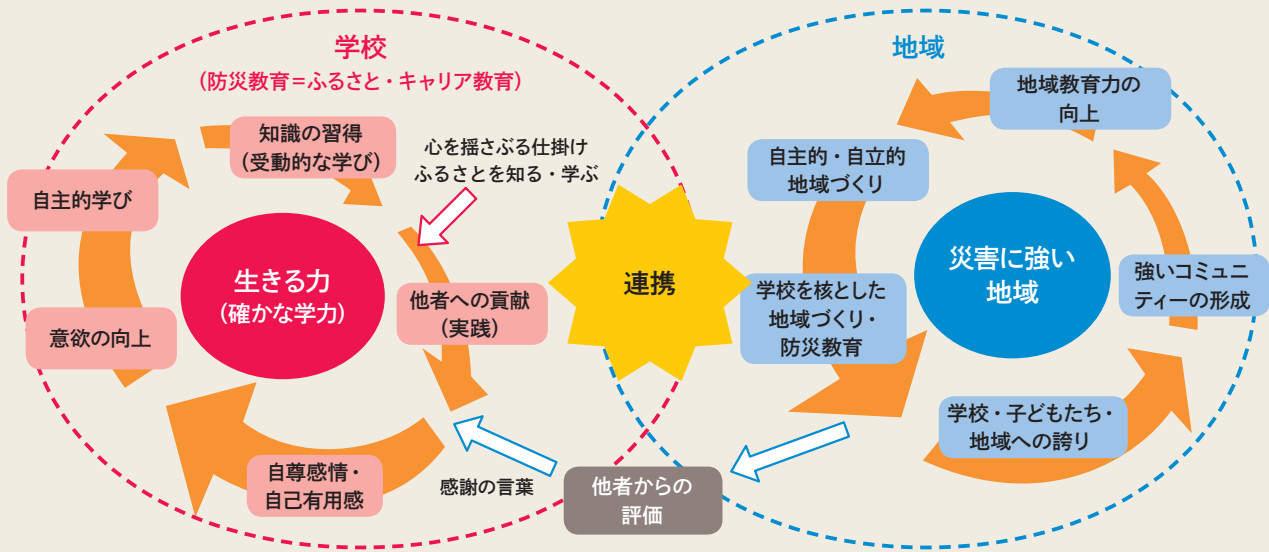 学校
(防災教育=ふるさと・キャリア教育)
知識の習得
(受動的な学び)
心を揺さぶる仕掛け
ふるさとを知る・学ぶ
自主的学び
生きる力
(確かな学力)
他者への貢献
(実践)
意欲の向上
自尊感情・
自己有用感
感謝の言葉
連携
他者からの
評価
地域
地域教育力の
向上
自主的・自立的
地域づくり
災害に強い
地域
強いコミュニ
ティーの形成
学校を核とした
地域づくり・
防災教育
学校・子どもたち・
地域への誇り